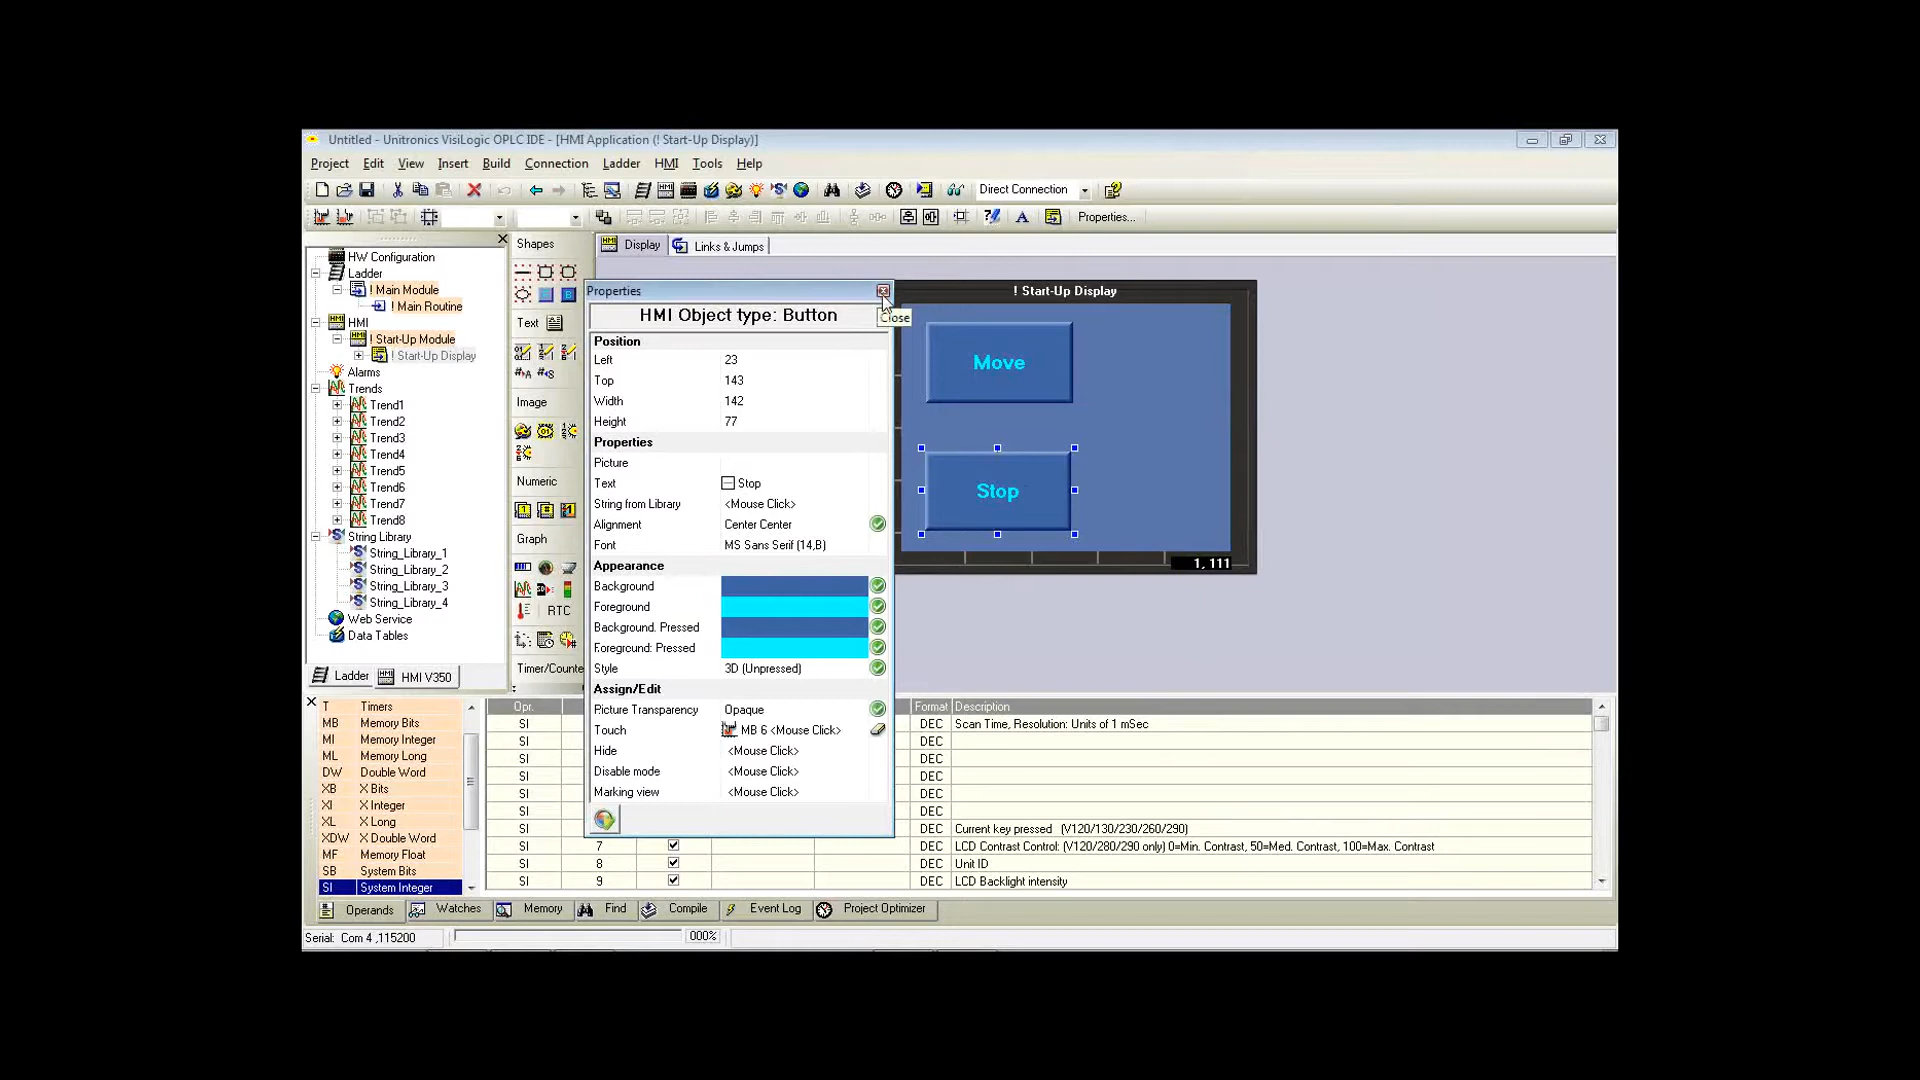 Untitled - Unitronics VisiLogic OPLC IDE - [HMI Application (! Start-Up Display)]
Project Edit View Insert Build Connection Ladder HMI Tools Help
Direct Connection
Properties...
HW Configuration
Ladder
! Main Module
! Main Routine
HMI
! Start-Up Module
! Start-Up Display
Alarms
Trends
Trend1
Trend2
Trend3
Trend4
Trend5
Trend6
Trend7
Trend8
String Library
String_Library_1
String_Library_2
String_Library_3
String_Library_4
Web Service
Data Tables
Ladder HMI V350
Shapes
Text
Image
Numeric
Graph
RTC
Timer/Counte
Display Links & Jumps
Properties
Close
HMI Object type: Button
Position
Left 23
Top 143
Width 142
Height 77
Properties
Picture
Text Stop
String from Library <Mouse Click>
Alignment Center Center
Font MS Sans Serif (14,B)
Appearance
Background
Foreground
Background. Pressed
Foreground: Pressed
Style 3D (Unpressed)
Assign/Edit
Picture Transparency Opaque
Touch MB 6 <Mouse Click>
Hide <Mouse Click>
Disable mode <Mouse Click>
Marking view <Mouse Click>
! Start-Up Display
Move
Stop
1, 111
T Timers
MB Memory Bits
MI Memory Integer
ML Memory Long
DW Double Word
XB X Bits
XI X Integer
XL X Long
XDW X Double Word
MF Memory Float
SB System Bits
SI System Integer
Opr. Format Description
SI DEC Scan Time, Resolution: Units of 1 mSec
SI DEC
SI DEC
SI DEC
SI DEC
SI DEC
SI DEC Current key pressed (V120/130/230/260/290)
SI 7 DEC LCD Contrast Control: (V120/280/290 only) 0=Min. Contrast, 50=Med. Contrast, 100=Max. Contrast
SI 8 DEC Unit ID
SI 9 DEC LCD Backlight intensity
Operands Watches Memory Find Compile Event Log Project Optimizer
Serial: Com 4 ,115200 000%